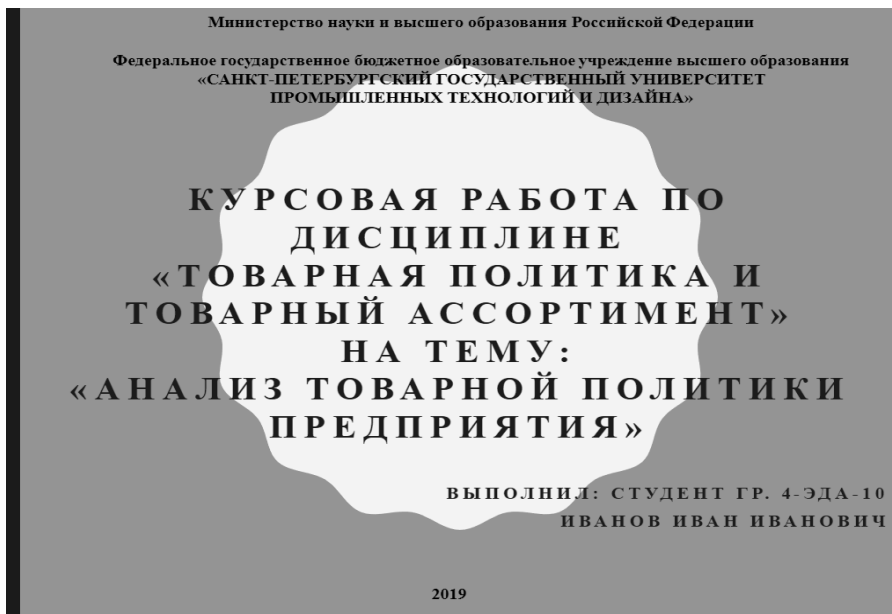 Министерство науки и высшего образования Российской Федерации
Федеральное государственное бюджетное образовательное учреждение высшего образования
«САНКТ-ПЕТЕРБУРГСКИЙ ГОСУДАРСТВЕННЫЙ УНИВЕРСИТЕТ
ПРОМЫШЛЕННЫХ ТЕХНОЛОГИЙ И ДИЗАЙНА»
КУРСОВАЯ РАБОТА ПО
ДИСЦИПЛИНЕ
«ТОВАРНАЯ ПОЛИТИКА И
ТОВАРНЫЙ АССОРТИМЕНТ»
НА ТЕМУ:
«АНАЛИЗ ТОВАРНОЙ ПОЛИТИКИ
ПРЕДПРИЯТИЯ»
ВЫПОЛНИЛ: СТУДЕНТ ГР. 4-ЭДА-10
ИВАНОВ ИВАН ИВАНОВИЧ
2019